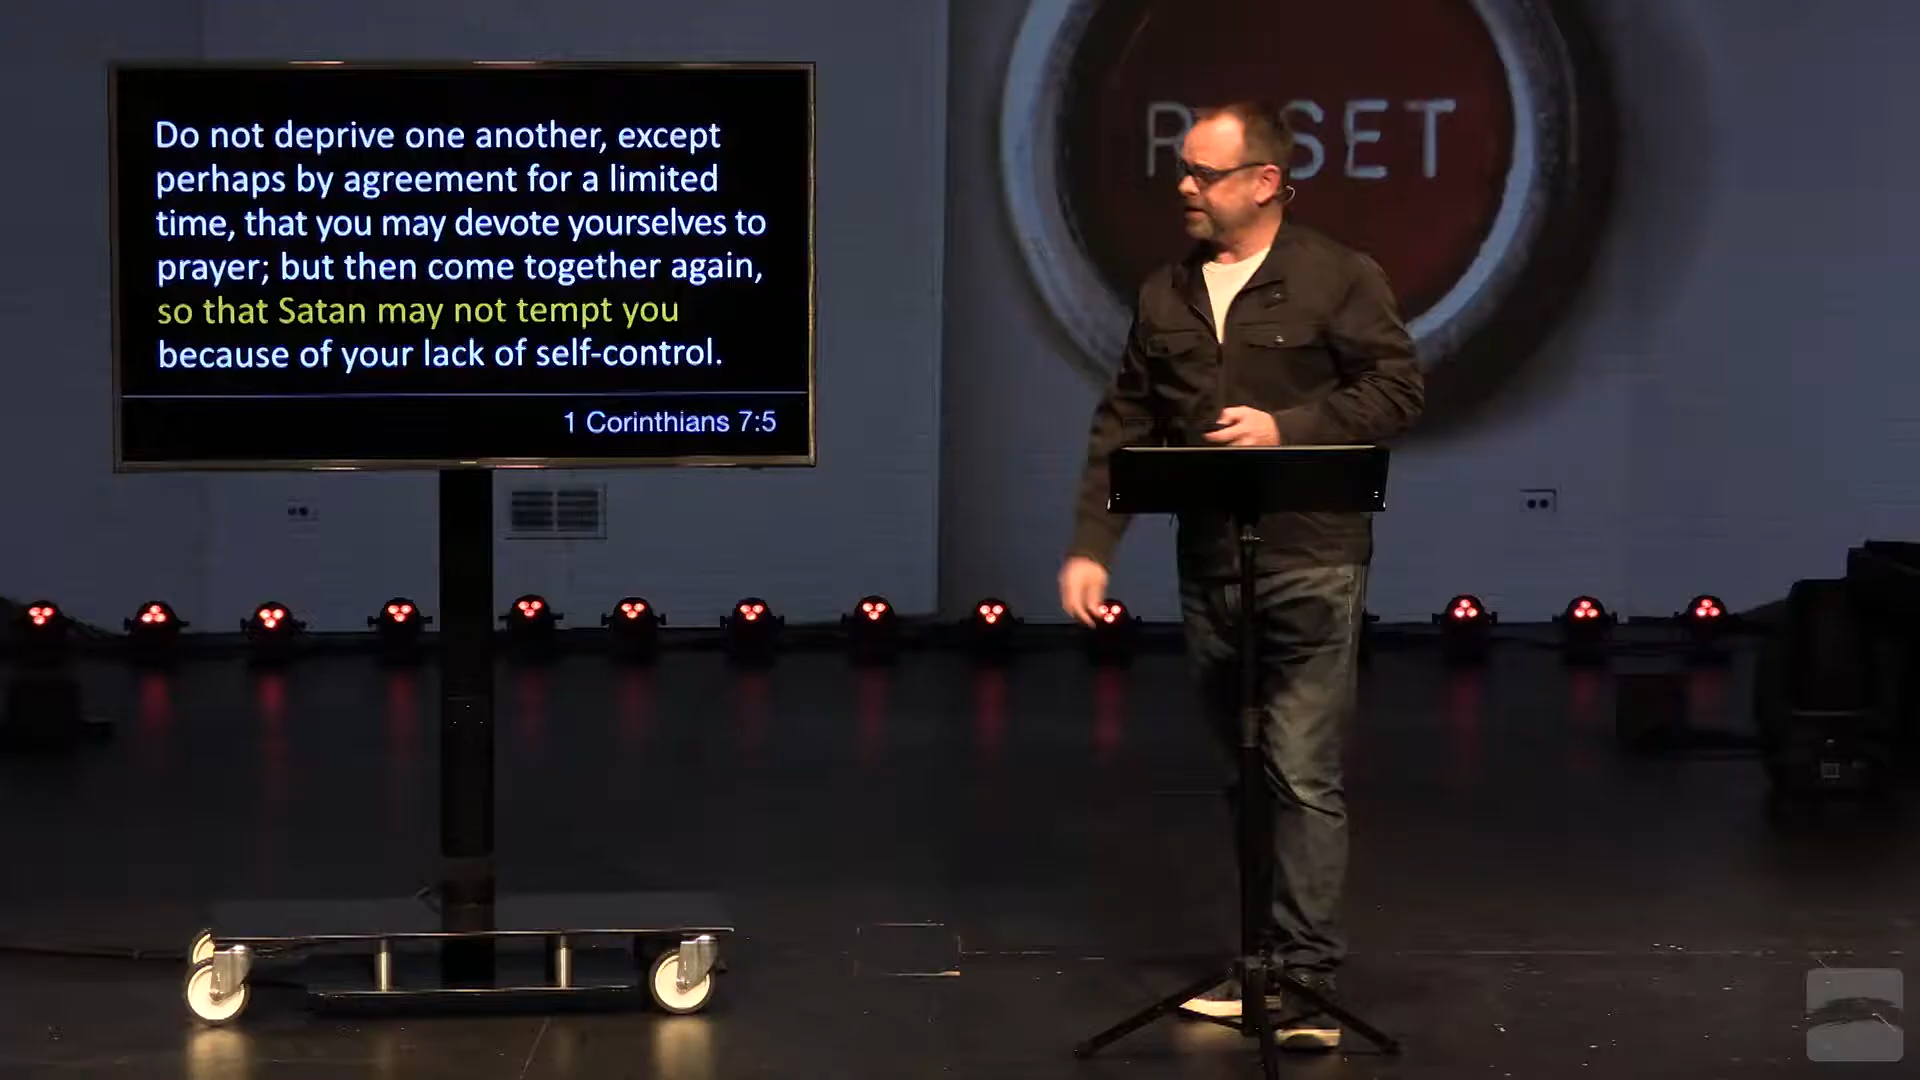 Do not deprive one another, except
perhaps by agreement for a limited
time, that you may devote yourselves to
prayer; but then come together again,
so that Satan may not tempt you
because of your lack of self-control.
1 Corinthians 7:5
RESET